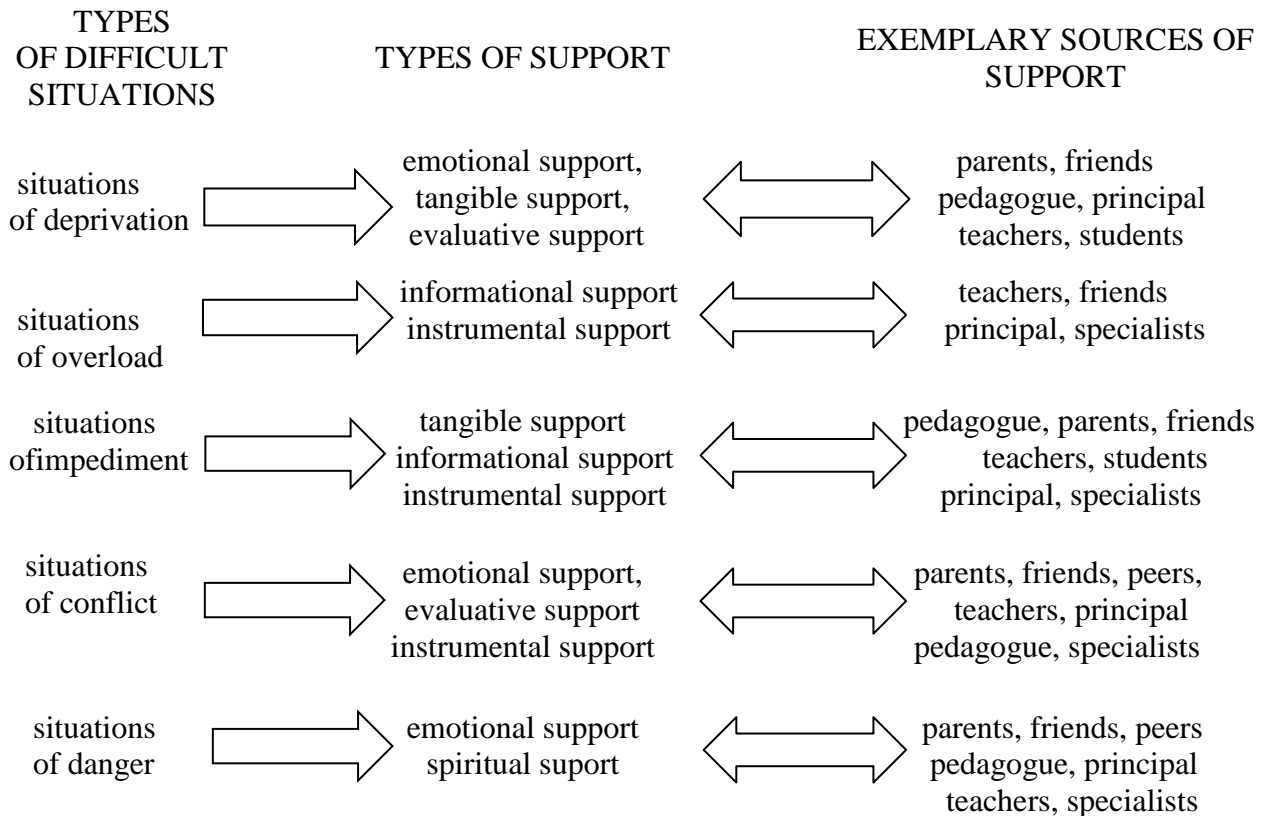 TYPES
OF DIFFICULT
SITUATIONS
TYPES OF SUPPORT
EXEMPLARY SOURCES OF
SUPPORT
situations
of deprivation
emotional support,
tangible support,
evaluative support
parents, friends
pedagogue, principal
teachers, students
situations
of overload
informational support
instrumental support
teachers, friends
principal, specialists
situations
ofimpediment
tangible support
informational support
instrumental support
pedagogue, parents, friends
teachers, students
principal, specialists
situations
of conflict
emotional support,
evaluative support
instrumental support
parents, friends, peers,
teachers, principal
pedagogue, specialists
situations
of danger
emotional support
spiritual suport
parents, friends, peers
pedagogue, principal
teachers, specialists